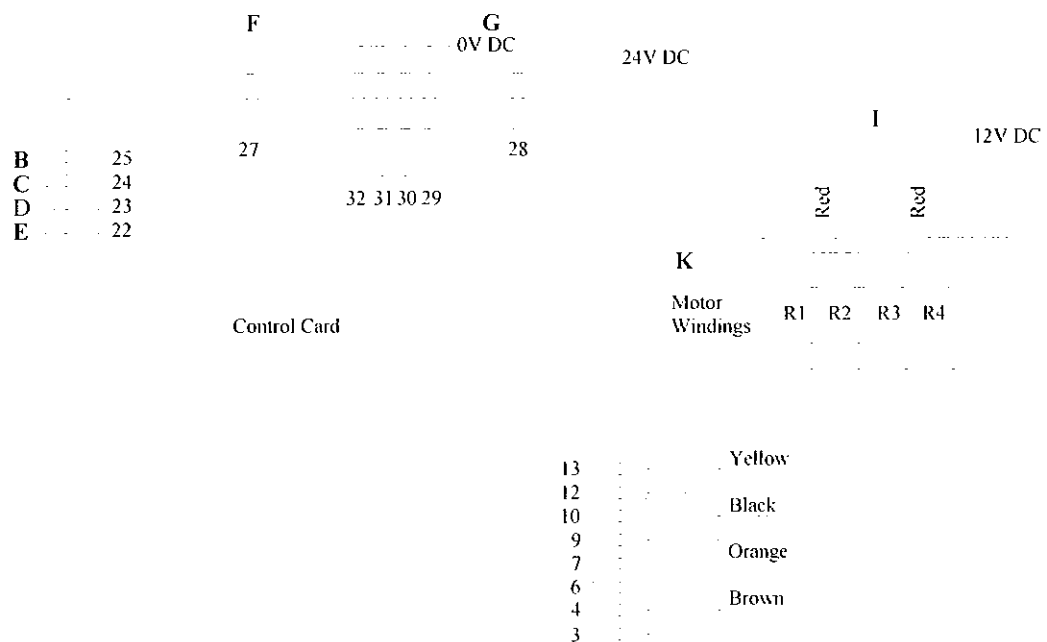 F G
0V DC
24V DC
I
12V DC
27 28
B 25
C 24
D 23
E 22
32 31 30 29
Red Red
K
Motor
Windings
R1 R2 R3 R4
Control Card
13 Yellow
12
Black
10
9
Orange
7
6
Brown
4
3